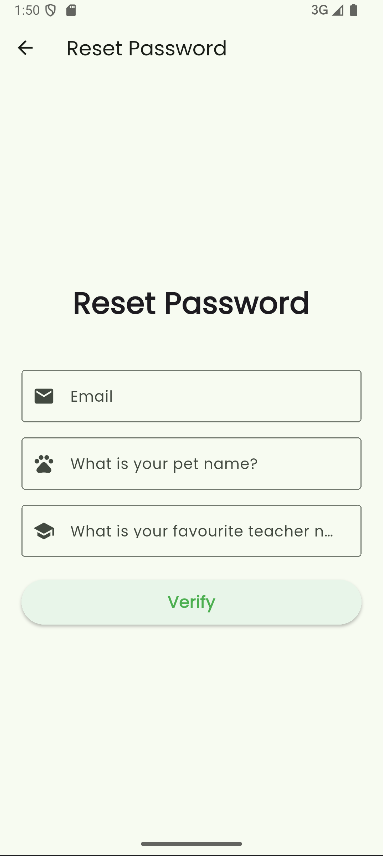 1:50 3G
Reset Password
Reset Password
Email
What is your pet name?
What is your favourite teacher n...
Verify